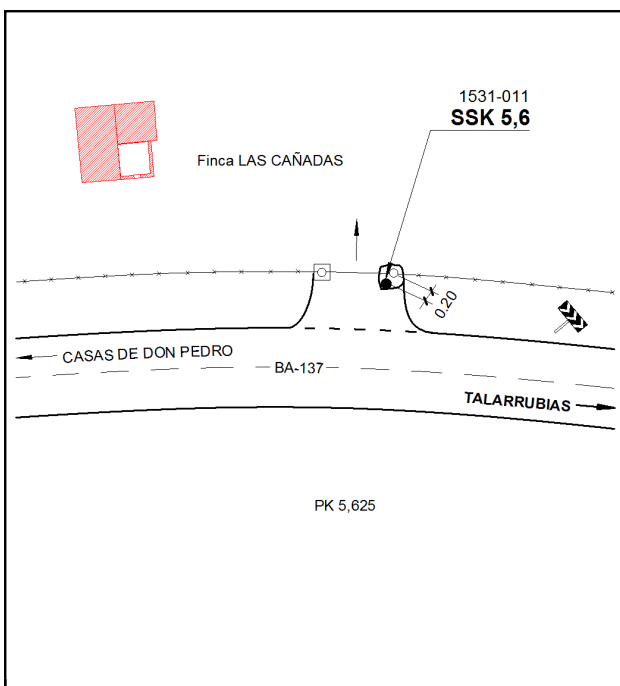 1531-011
SSK 5,6
Finca LAS CAÑADAS
0.20
CASAS DE DON PEDRO
BA-137
TALARRUBIAS
PK 5,625